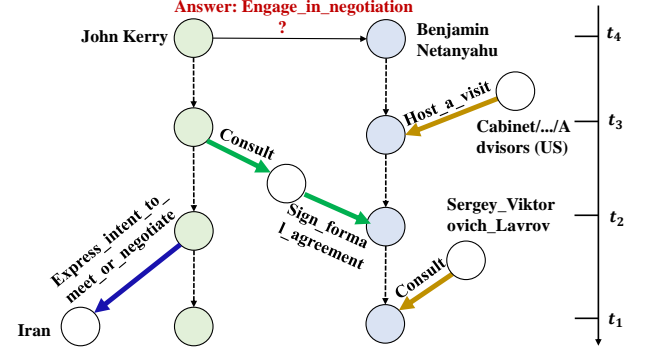 Answer: Engage_in_negotiation
?
John Kerry
Benjamin
Netanyahu
t4
Host_a_visit
Cabinet/.../A
dvisors (US)
t3
Consult
Sign_forma
l_agreement
Sergey_Viktor
ovich_Lavrov
t2
Express_intent_to_
meet_or_negotiate
Consult
Iran
t1